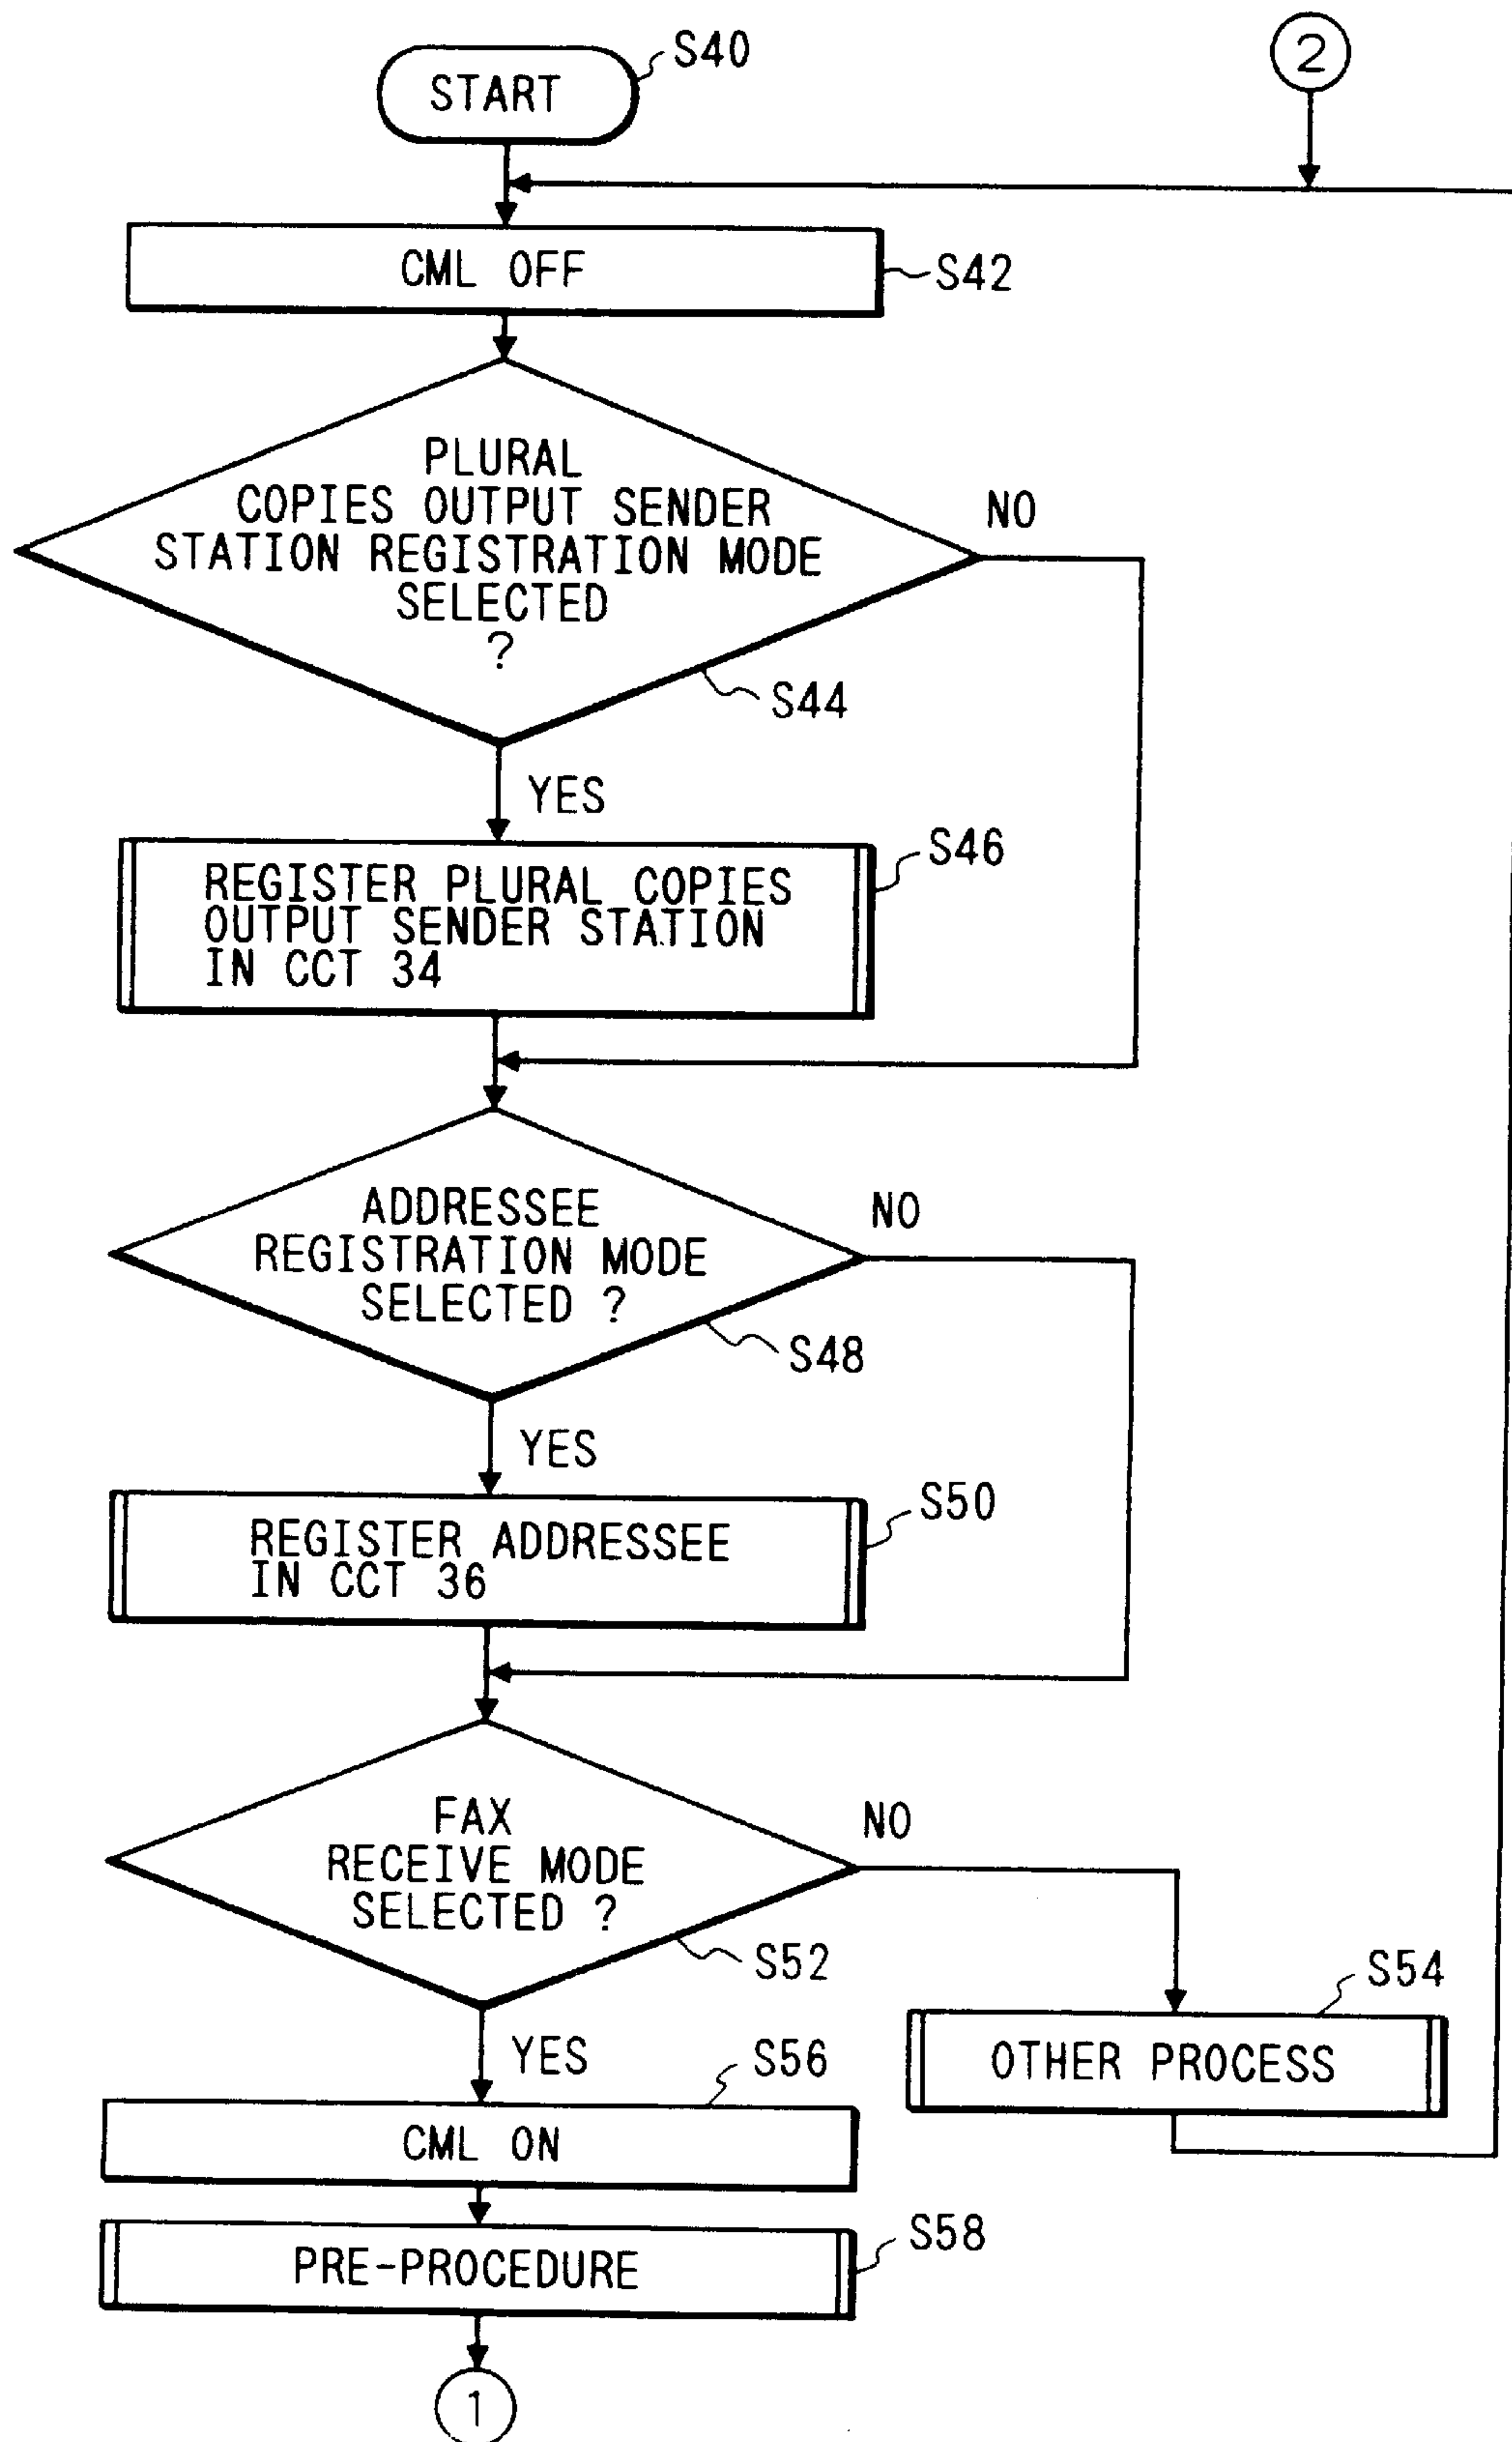 START
S40
2
CML OFF
S42
PLURAL
COPIES OUTPUT SENDER
STATION REGISTRATION MODE
SELECTED
?
NO
S44
YES
REGISTER PLURAL COPIES
OUTPUT SENDER STATION
IN CCT 34
S46
ADDRESSEE
REGISTRATION MODE
SELECTED ?
NO
S48
YES
REGISTER ADDRESSEE
IN CCT 36
S50
FAX
RECEIVE MODE
SELECTED ?
NO
S52
S54
OTHER PROCESS
YES
S56
CML ON
S58
PRE-PROCEDURE
1